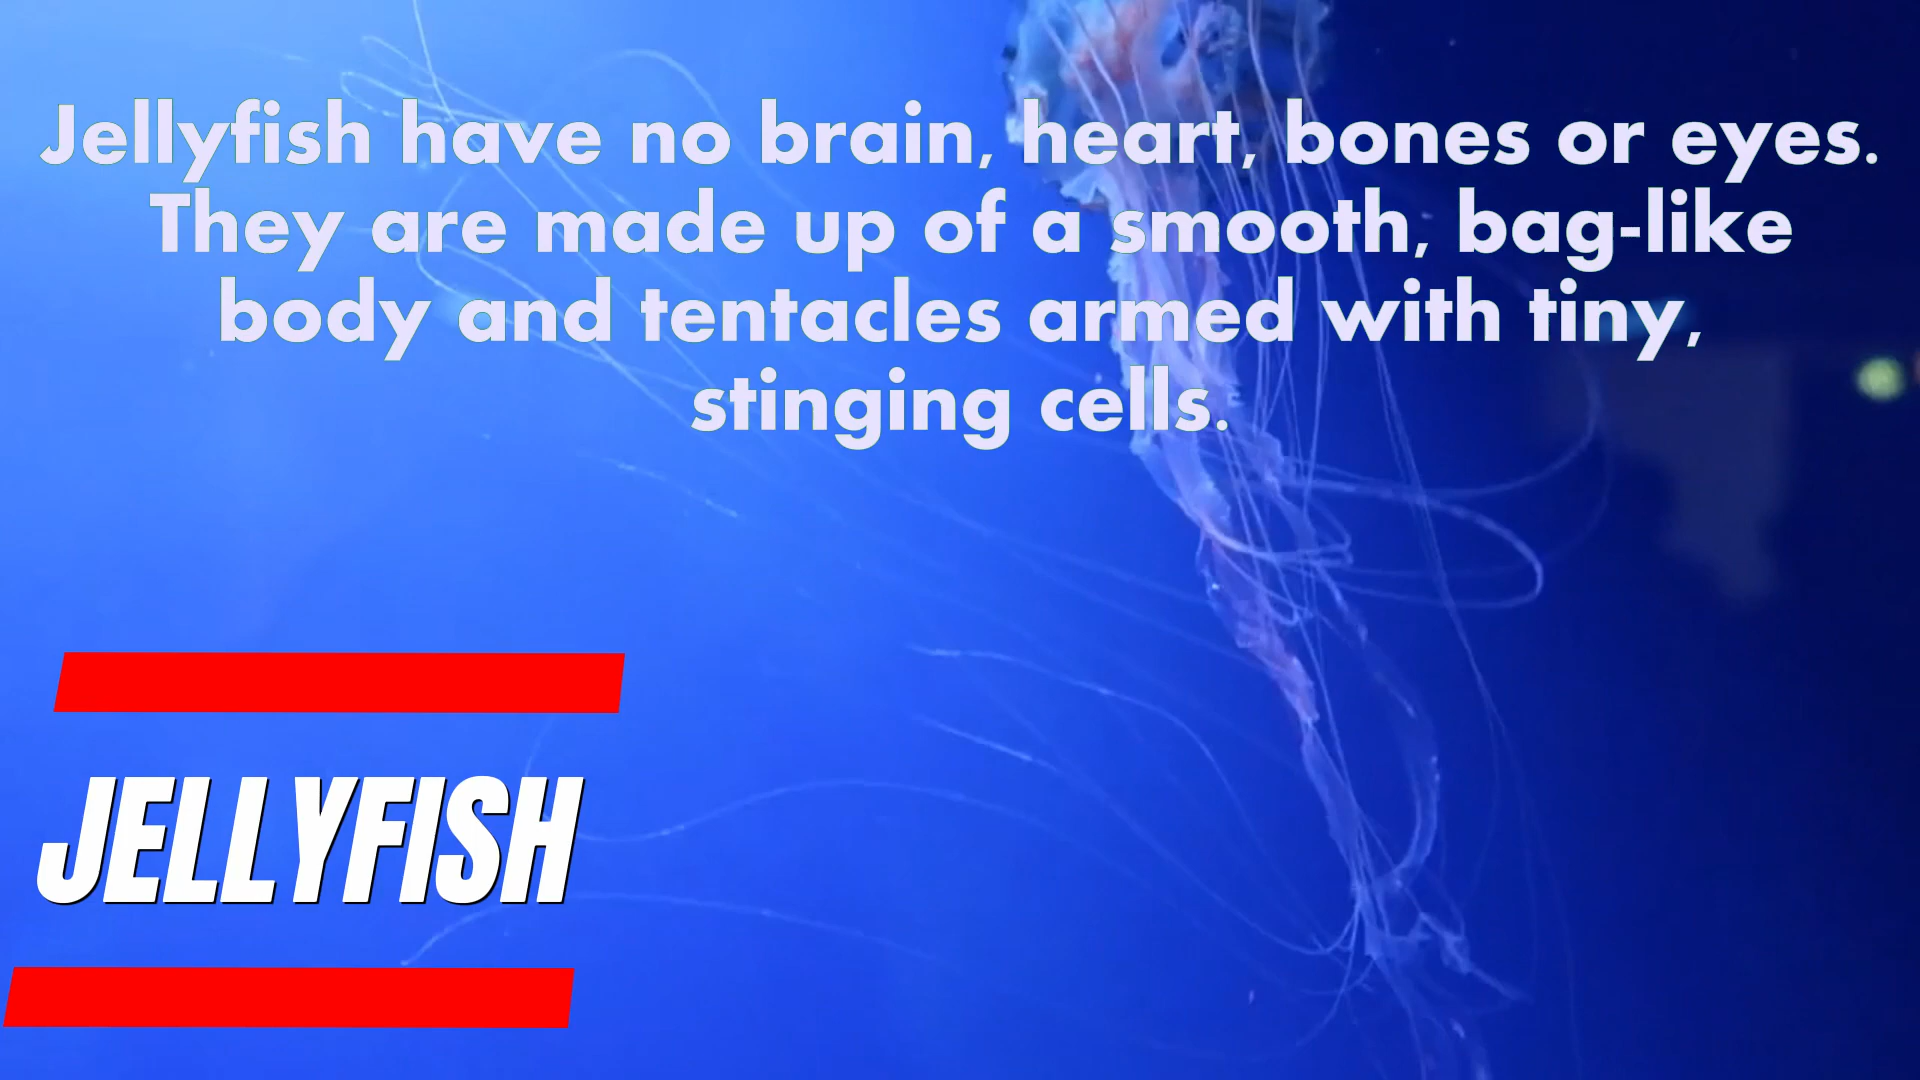 Jellyfish have no brain, heart, bones or eyes.
They are made up of a smooth, bag-like
body and tentacles armed with tiny,
stinging cells.
JELLYFISH